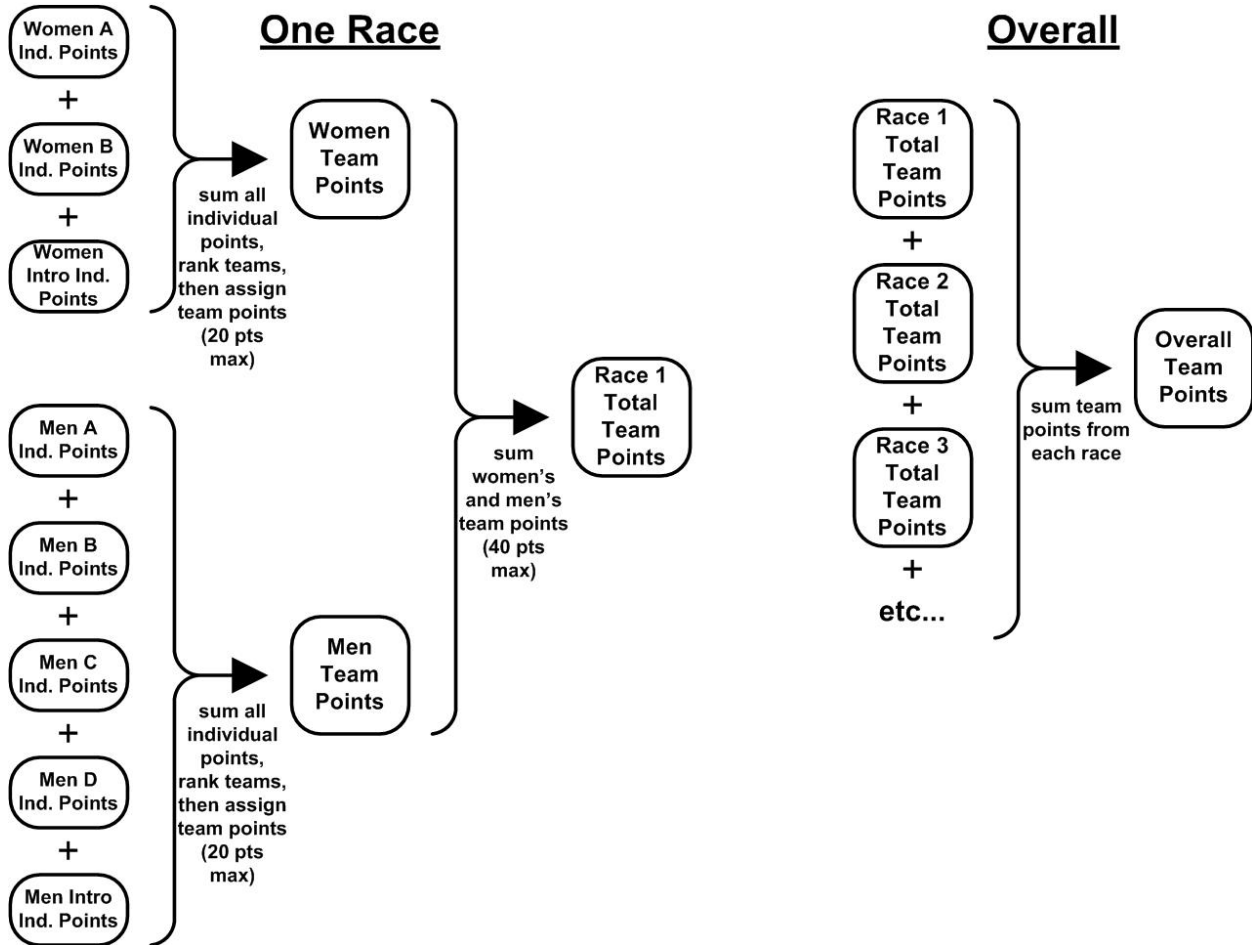 One Race
Women A
Ind. Points
+
Women B
Ind. Points
+
Women
Intro Ind.
Points
sum all
individual
points,
rank teams,
then assign
team points
(20 pts
max)
Women
Team
Points
Men A
Ind. Points
+
Men B
Ind. Points
+
Men C
Ind. Points
+
Men D
Ind. Points
+
Men Intro
Ind. Points
sum all
individual
points,
rank teams,
then assign
team points
(20 pts
max)
Men
Team
Points
sum
women's
and men's
team points
(40 pts
max)
Race 1
Total
Team
Points
Overall
Race 1
Total
Team
Points
+
Race 2
Total
Team
Points
+
Race 3
Total
Team
Points
+
etc...
sum team
points from
each race
Overall
Team
Points